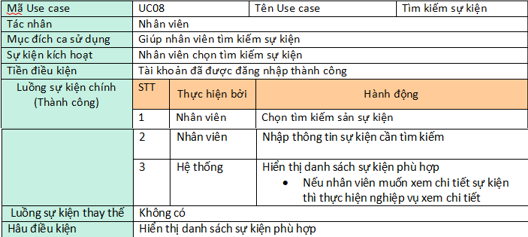 Mã Use case UC08 Tên Use case Tìm kiếm sự kiện
Tác nhân Nhân viên
Mục đích ca sử dụng Giúp nhân viên tìm kiếm sự kiện
Sự kiện kích hoạt Nhân viên chọn tìm kiếm sự kiện
Tiền điều kiện Tài khoản đã được đăng nhập thành công
Luồng sự kiện chính STT Thực hiện bởi Hành động
(Thành công)
1 Nhân viên Chọn tìm kiếm sản sự kiện
2 Nhân viên Nhập thông tin sự kiện cần tìm kiếm
3 Hệ thống Hiển thị danh sách sự kiện phù hợp
• Nếu nhân viên muốn xem chi tiết sự kiện
thì thực hiện nghiệp vụ xem chi tiết
Luồng sự kiện thay thế Không có
Hâu điều kiện Hiển thị danh sách sự kiện phù hợp